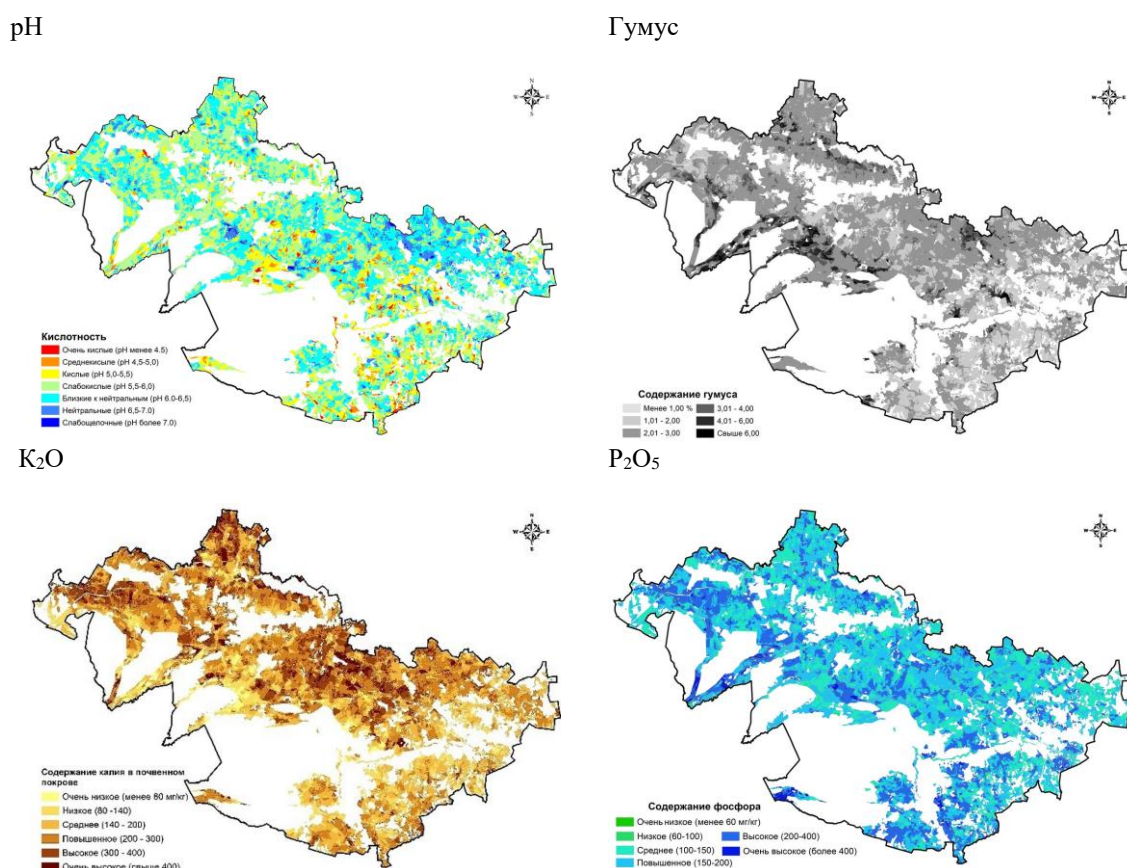 pH
Гумус
N
W E
S
N
W E
S
Кислотность
Очень кислые (pH менее 4.5)
Среднекисыле (pH 4,5-5,0)
Кислые (pH 5,0-5,5)
Слабокислые (pH 5,5-6,0)
Близкие к нейтральным (pH 6.0-6,5)
Нейтральные (pH 6,5-7.0)
Слабощелочные (pH более 7.0)
Содержание гумуса
Менее 1,00 %
1,01 - 2,00
2,01 - 3,00
3,01 - 4,00
4,01 - 6,00
Свыше 6,00
K₂O
P₂O₅
N
W E
S
N
W E
S
Содержание калия в почвенном
покрове
Очень низкое (менее 80 мг/кг)
Низкое (80 -140)
Среднее (140 - 200)
Повышенное (200 - 300)
Высокое (300 - 400)
Очень высокое (свыше 400)
Содержание фосфора
Очень низкое (менее 60 мг/кг)
Низкое (60-100)
Среднее (100-150)
Повышенное (150-200)
Высокое (200-400)
Очень высокое (более 400)